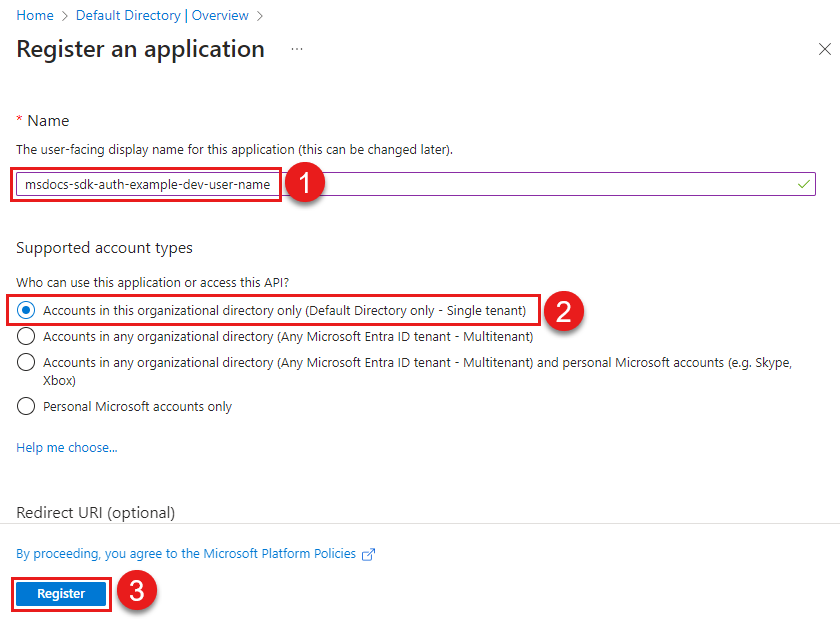 Home > Default Directory | Overview >
Register an application ...
* Name
The user-facing display name for this application (this can be changed later).
msdocs-sdk-auth-example-dev-user-name
1
Supported account types
Who can use this application or access this API?
Accounts in this organizational directory only (Default Directory only - Single tenant)
2
Accounts in any organizational directory (Any Microsoft Entra ID tenant - Multitenant)
Accounts in any organizational directory (Any Microsoft Entra ID tenant - Multitenant) and personal Microsoft accounts (e.g. Skype,
Xbox)
Personal Microsoft accounts only
Help me choose...
Redirect URI (optional)
By proceeding, you agree to the Microsoft Platform Policies
Register
3